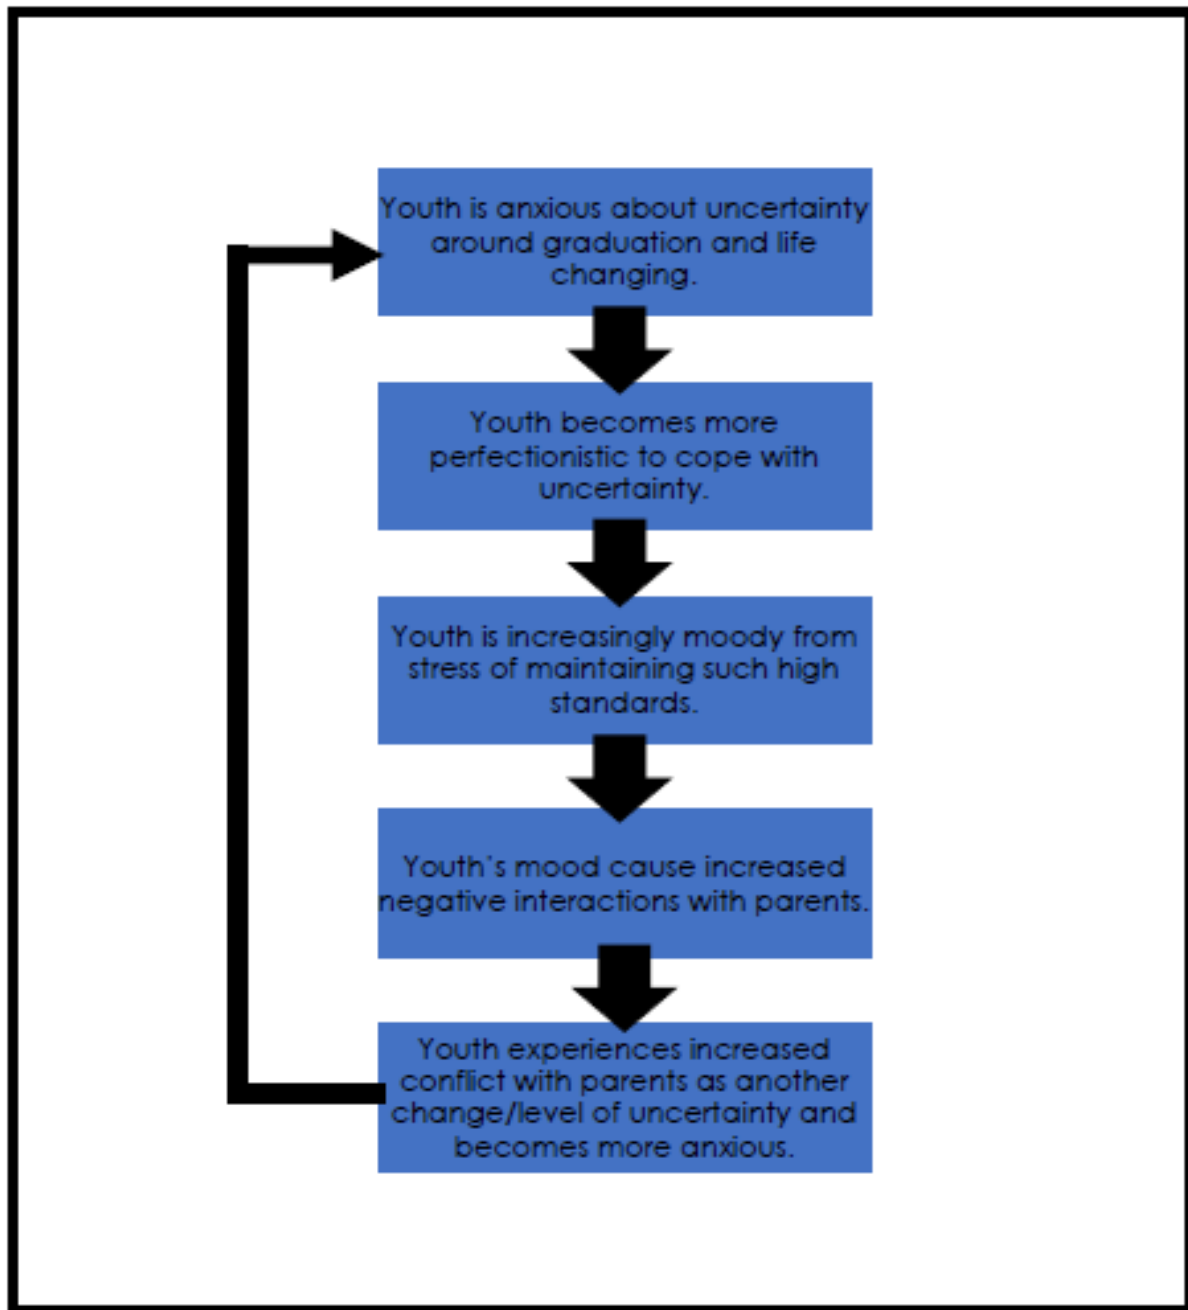 Youth is anxious about uncertainty
around graduation and life
changing.
Youth becomes more
perfectionistic to cope with
uncertainty.
Youth is increasingly moody from
stress of maintaining such high
standards.
Youth's mood cause increased
negative interactions with parents.
Youth experiences increased
conflict with parents as another
change/level of uncertainty and
becomes more anxious.